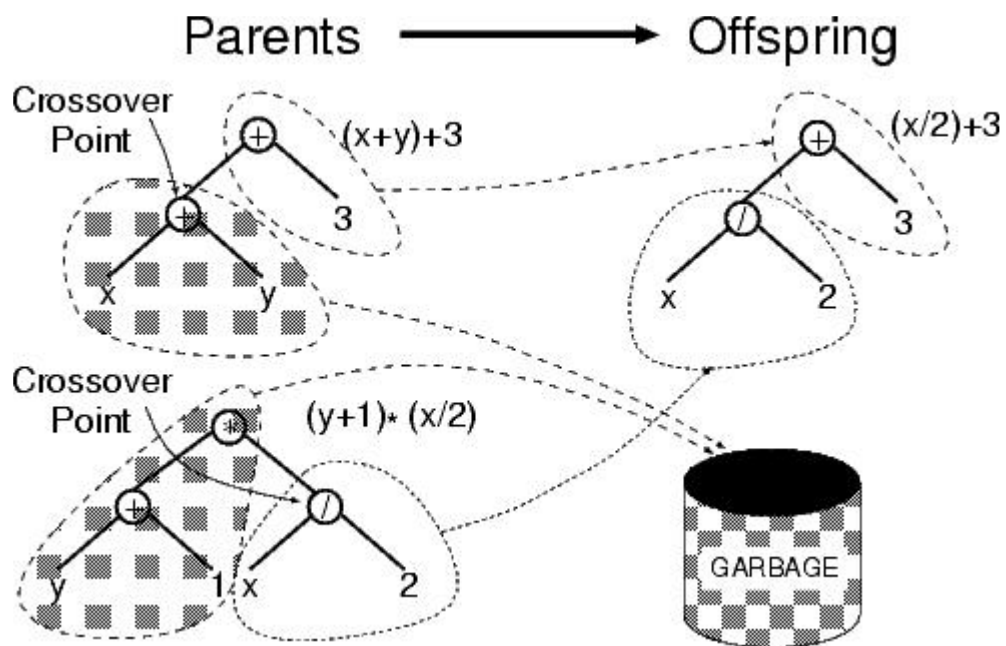 Parents
Offspring
Crossover
Point
+
(x+y)+3
3
+
x
y
+
(x/2)+3
3
/
x
2
Crossover
Point
*
(y+1)* (x/2)
+
/
y
1
x
2
GARBAGE